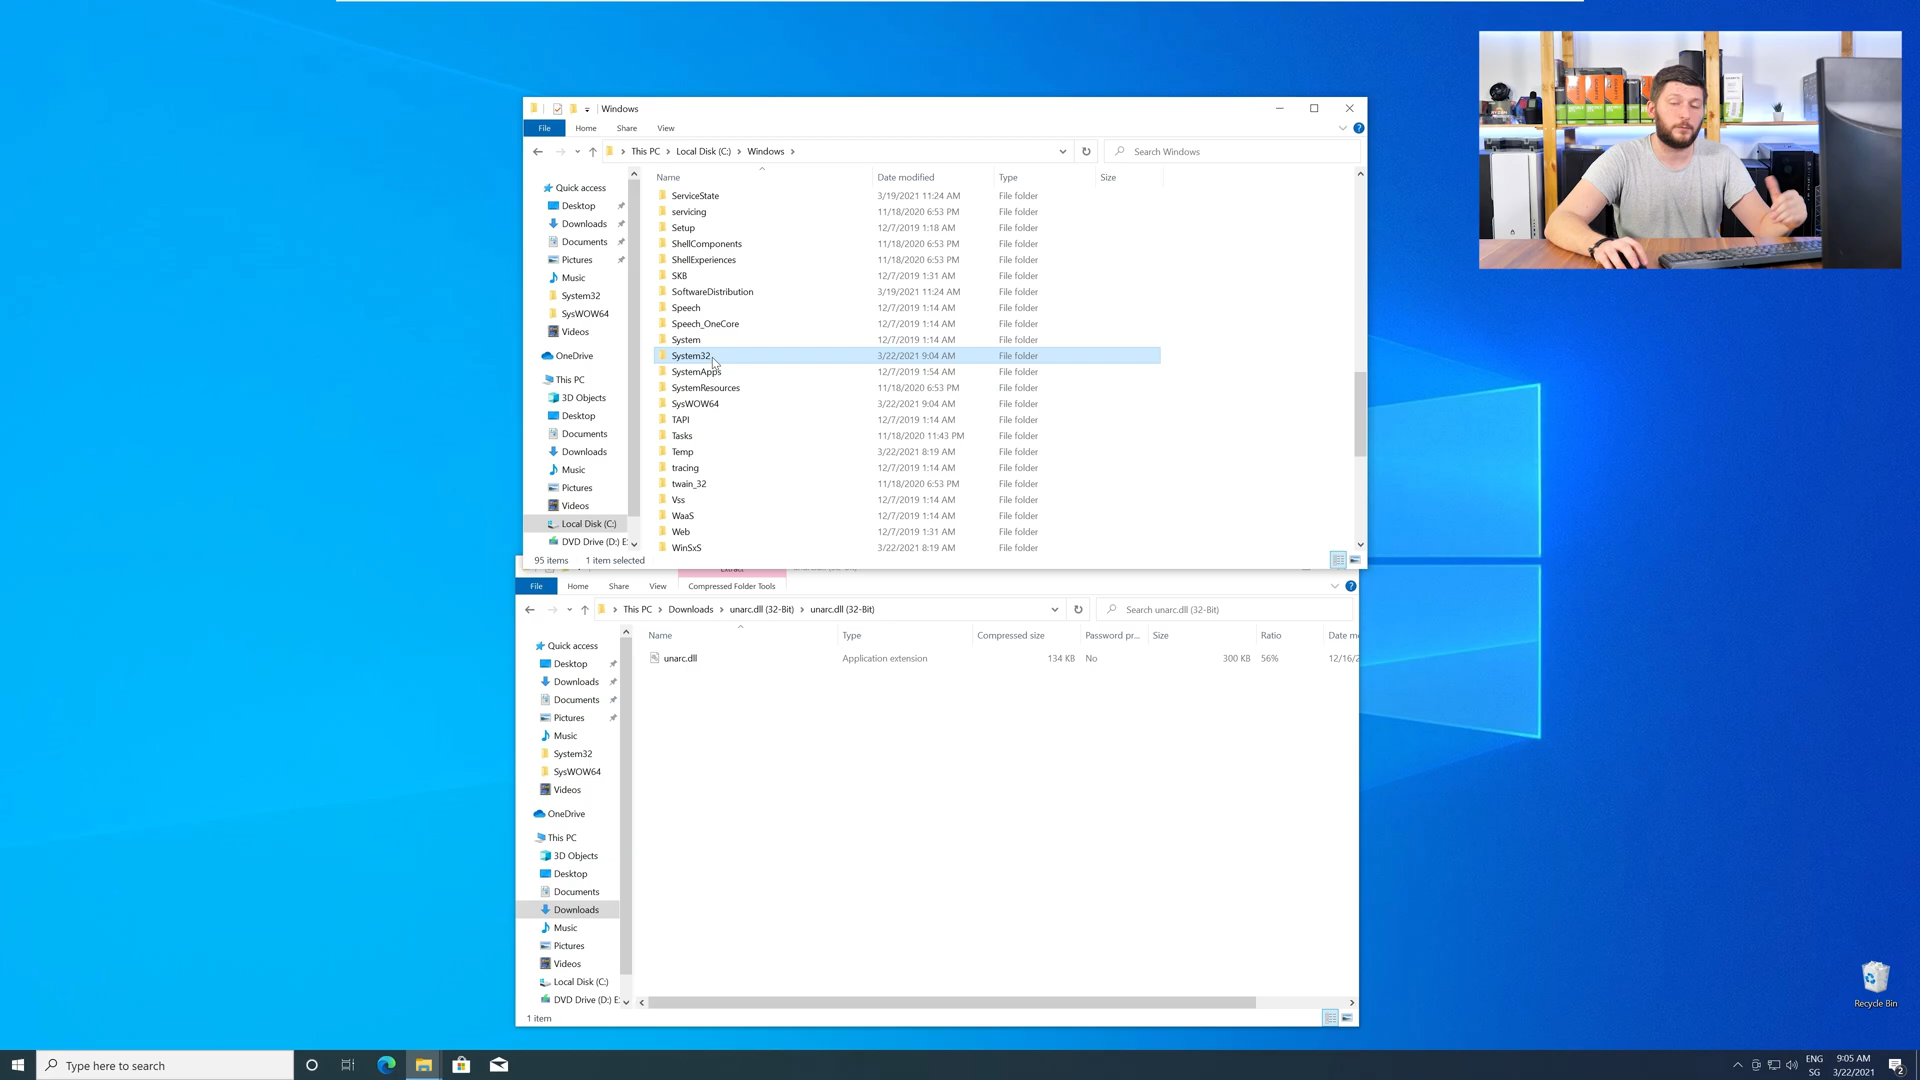 Windows
File Home Share View
This PC Local Disk (C:) Windows
Search Windows
Name Date modified Type Size
Quick access
Desktop
Downloads
Documents
Pictures
Music
System32
SysWOW64
Videos
OneDrive
This PC
3D Objects
Desktop
Documents
Downloads
Music
Pictures
Videos
Local Disk (C:)
DVD Drive (D:) E:
ServiceState 3/19/2021 11:24 AM File folder
servicing 11/18/2020 6:53 PM File folder
Setup 12/7/2019 1:18 AM File folder
ShellComponents 11/18/2020 6:53 PM File folder
ShellExperiences 11/18/2020 6:53 PM File folder
SKB 12/7/2019 1:31 AM File folder
SoftwareDistribution 3/19/2021 11:24 AM File folder
Speech 12/7/2019 1:14 AM File folder
Speech_OneCore 12/7/2019 1:14 AM File folder
System 12/7/2019 1:14 AM File folder
System32 3/22/2021 9:04 AM File folder
SystemApps 12/7/2019 1:54 AM File folder
SystemResources 11/18/2020 6:53 PM File folder
SysWOW64 3/22/2021 9:04 AM File folder
TAPI 12/7/2019 1:14 AM File folder
Tasks 11/18/2020 11:43 PM File folder
Temp 3/22/2021 8:19 AM File folder
tracing 12/7/2019 1:14 AM File folder
twain_32 11/18/2020 6:53 PM File folder
Vss 12/7/2019 1:14 AM File folder
WaaS 12/7/2019 1:14 AM File folder
Web 12/7/2019 1:31 AM File folder
WinSxS 3/22/2021 8:19 AM File folder
95 items 1 item selected
File Home Share View Compressed Folder Tools
This PC Downloads unarc.dll (32-Bit) unarc.dll (32-Bit)
Search unarc.dll (32-Bit)
Name Type Compressed size Password pr... Size Ratio Date m
unarc.dll Application extension 134 KB No 300 KB 56% 12/16/2
Quick access
Desktop
Downloads
Documents
Pictures
Music
System32
SysWOW64
Videos
OneDrive
This PC
3D Objects
Desktop
Documents
Downloads
Music
Pictures
Videos
Local Disk (C:)
DVD Drive (D:) E:
1 item
Recycle Bin
Type here to search
ENG
SG
9:05 AM
3/22/2021
2